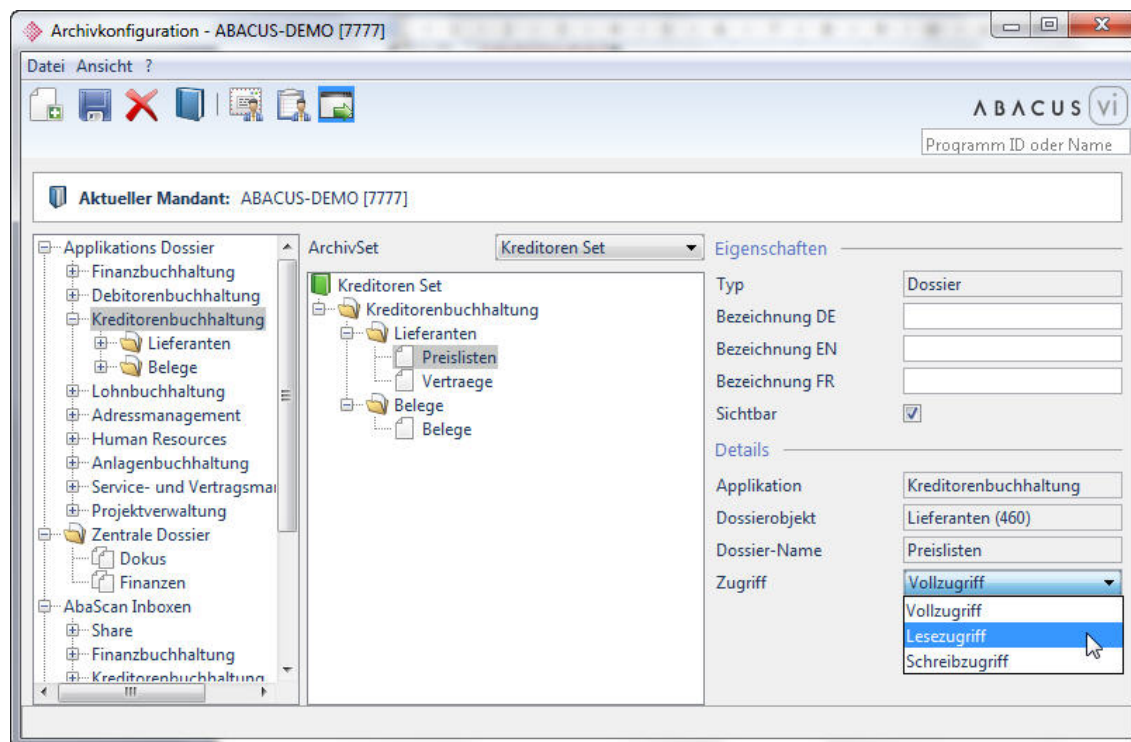 Archivkonfiguration - ABACUS-DEMO [7777]
Datei Ansicht ?
ABACUS vi
Programm ID oder Name
Aktueller Mandant: ABACUS-DEMO [7777]
Applikations Dossier
Finanzbuchhaltung
Debitorenbuchhaltung
Kreditorenbuchhaltung
Lieferanten
Belege
Lohnbuchhaltung
Adressmanagement
Human Resources
Anlagenbuchhaltung
Service- und Vertragsmai
Projektverwaltung
Zentrale Dossier
Dokus
Finanzen
AbaScan Inboxen
Share
Finanzbuchhaltung
Kreditorenbuchhaltung
ArchivSet
Kreditoren Set
Kreditoren Set
Kreditorenbuchhaltung
Lieferanten
Preislisten
Vertraege
Belege
Belege
Eigenschaften
Typ Dossier
Bezeichnung DE
Bezeichnung EN
Bezeichnung FR
Sichtbar
Details
Applikation Kreditorenbuchhaltung
Dossierobjekt Lieferanten (460)
Dossier-Name Preislisten
Zugriff Vollzugriff
Vollzugriff
Lesezugriff
Schreibzugriff